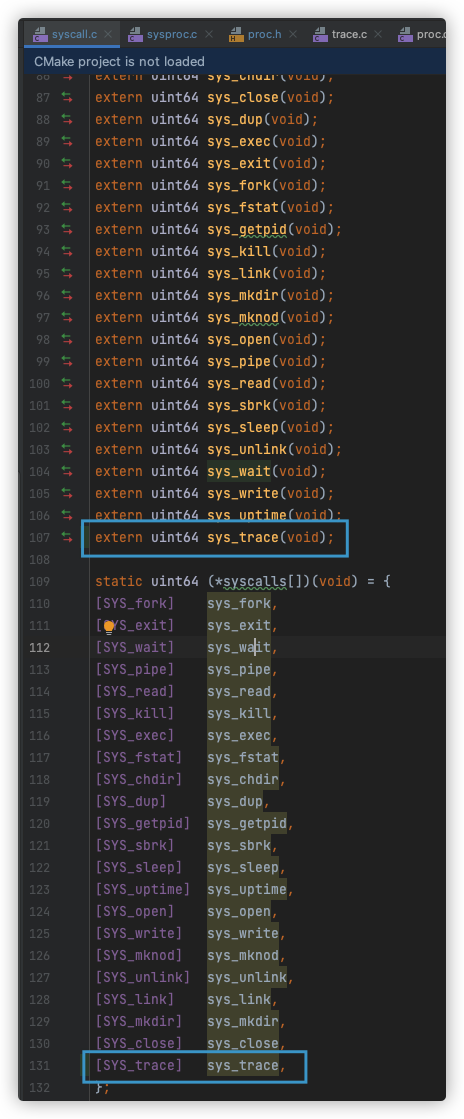 syscall.c × sysproc.c × proc.h × trace.c × proc.
CMake project is not loaded
86 extern uint64 sys_chdir(void);
87 extern uint64 sys_close(void);
88 extern uint64 sys_dup(void);
89 extern uint64 sys_exec(void);
90 extern uint64 sys_exit(void);
91 extern uint64 sys_fork(void);
92 extern uint64 sys_fstat(void);
93 extern uint64 sys_getpid(void);
94 extern uint64 sys_kill(void);
95 extern uint64 sys_link(void);
96 extern uint64 sys_mkdir(void);
97 extern uint64 sys_mknod(void);
98 extern uint64 sys_open(void);
99 extern uint64 sys_pipe(void);
100 extern uint64 sys_read(void);
101 extern uint64 sys_sbrk(void);
102 extern uint64 sys_sleep(void);
103 extern uint64 sys_unlink(void);
104 extern uint64 sys_wait(void);
105 extern uint64 sys_write(void);
106 extern uint64 sys_uptime(void);
107 extern uint64 sys_trace(void);
108
109 static uint64 (*syscalls[])(void) = {
110 [SYS_fork] sys_fork,
111 [SYS_exit] sys_exit,
112 [SYS_wait] sys_wait,
113 [SYS_pipe] sys_pipe,
114 [SYS_read] sys_read,
115 [SYS_kill] sys_kill,
116 [SYS_exec] sys_exec,
117 [SYS_fstat] sys_fstat,
118 [SYS_chdir] sys_chdir,
119 [SYS_dup] sys_dup,
120 [SYS_getpid] sys_getpid,
121 [SYS_sbrk] sys_sbrk,
122 [SYS_sleep] sys_sleep,
123 [SYS_uptime] sys_uptime,
124 [SYS_open] sys_open,
125 [SYS_write] sys_write,
126 [SYS_mknod] sys_mknod,
127 [SYS_unlink] sys_unlink,
128 [SYS_link] sys_link,
129 [SYS_mkdir] sys_mkdir,
130 [SYS_close] sys_close,
131 [SYS_trace] sys_trace,
132 };